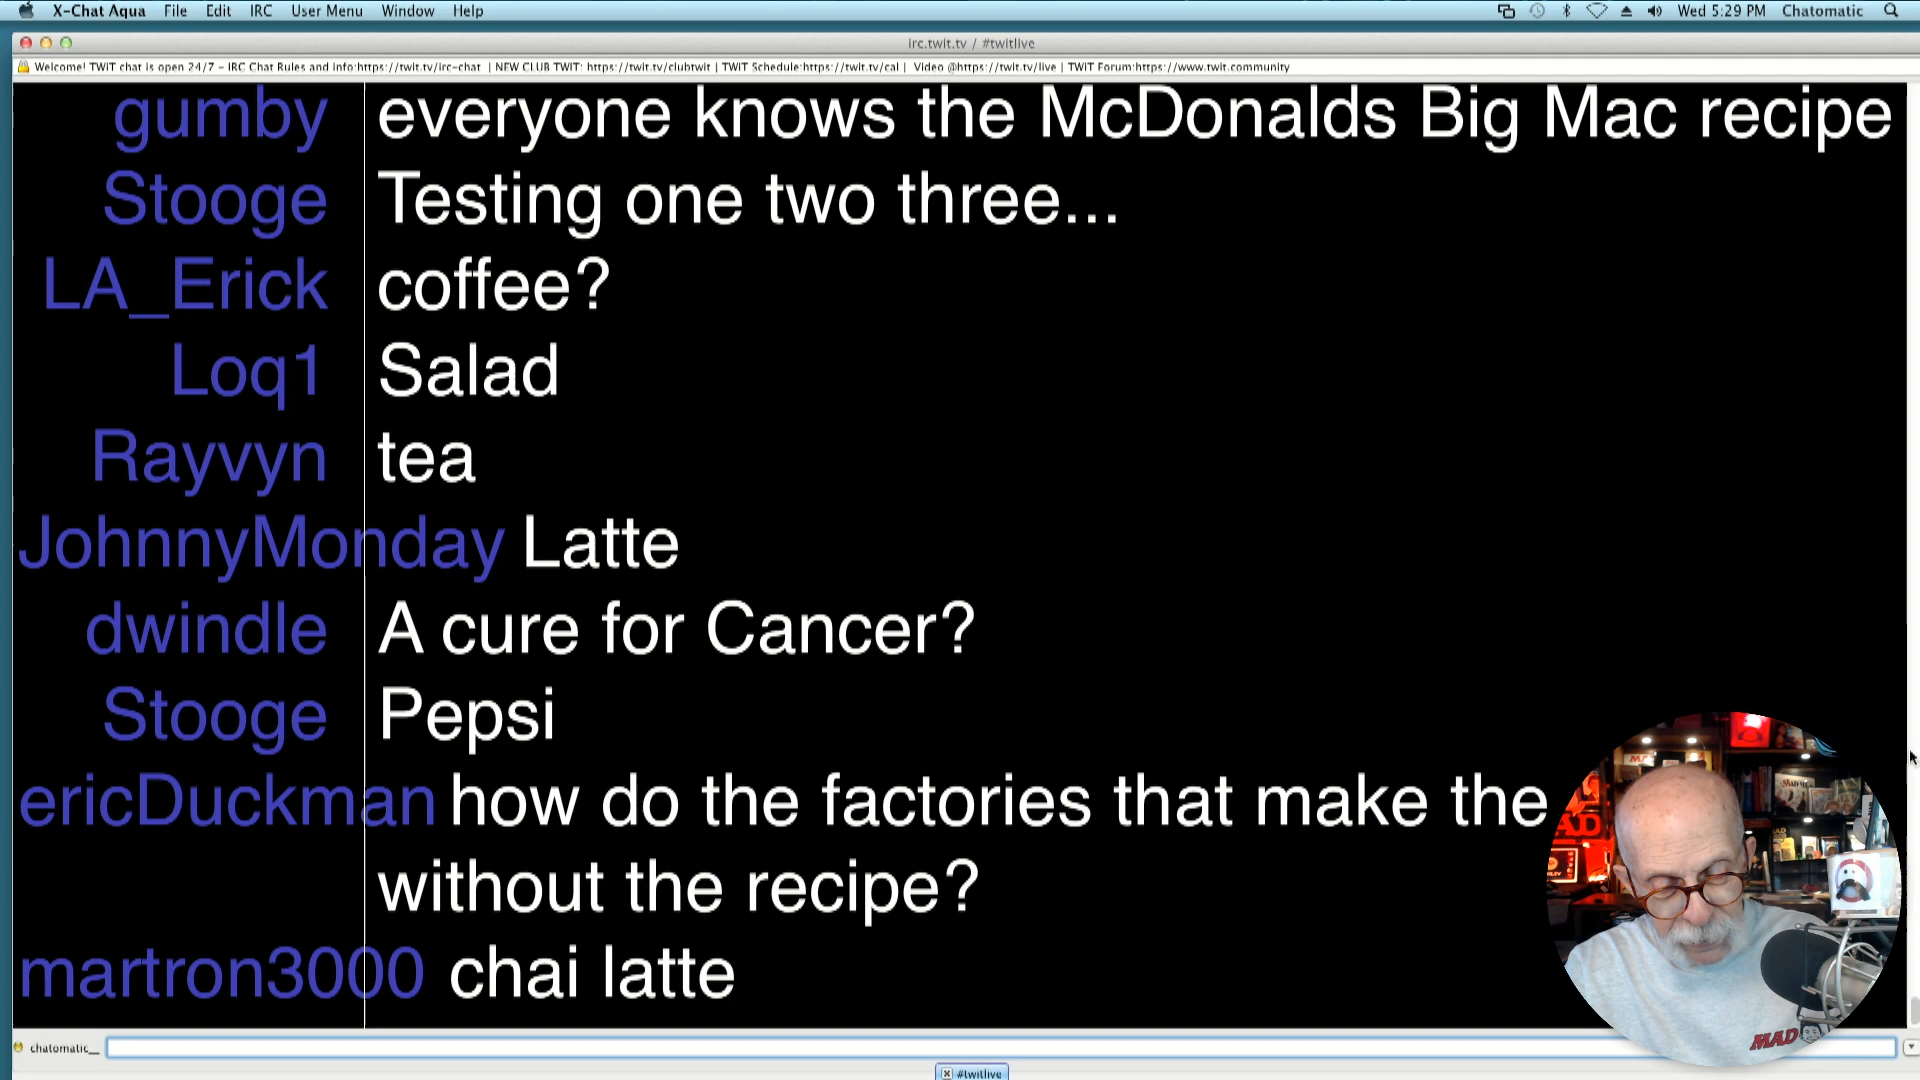 X-Chat Aqua File Edit IRC User Menu Window Help Wed 5:29 PM Chatomatic
irc.twit.tv / #twitlive
Welcome! TWiT chat is open 24/7 - IRC Chat Rules and info:https://twit.tv/irc-chat | NEW CLUB TWiT: https://twit.tv/clubtwit | TWiT Schedule:https://twit.tv/cal | Video @https://twit.tv/live | TWiT Forum:https://www.twit.community
gumby everyone knows the McDonalds Big Mac recipe
Stooge Testing one two three...
LA_Erick coffee?
Loq1 Salad
Rayvyn tea
JohnnyMonday Latte
dwindle A cure for Cancer?
Stooge Pepsi
ericDuckman how do the factories that make the
without the recipe?
martron3000 chai latte
MAD
chatomatic__
#twitlive